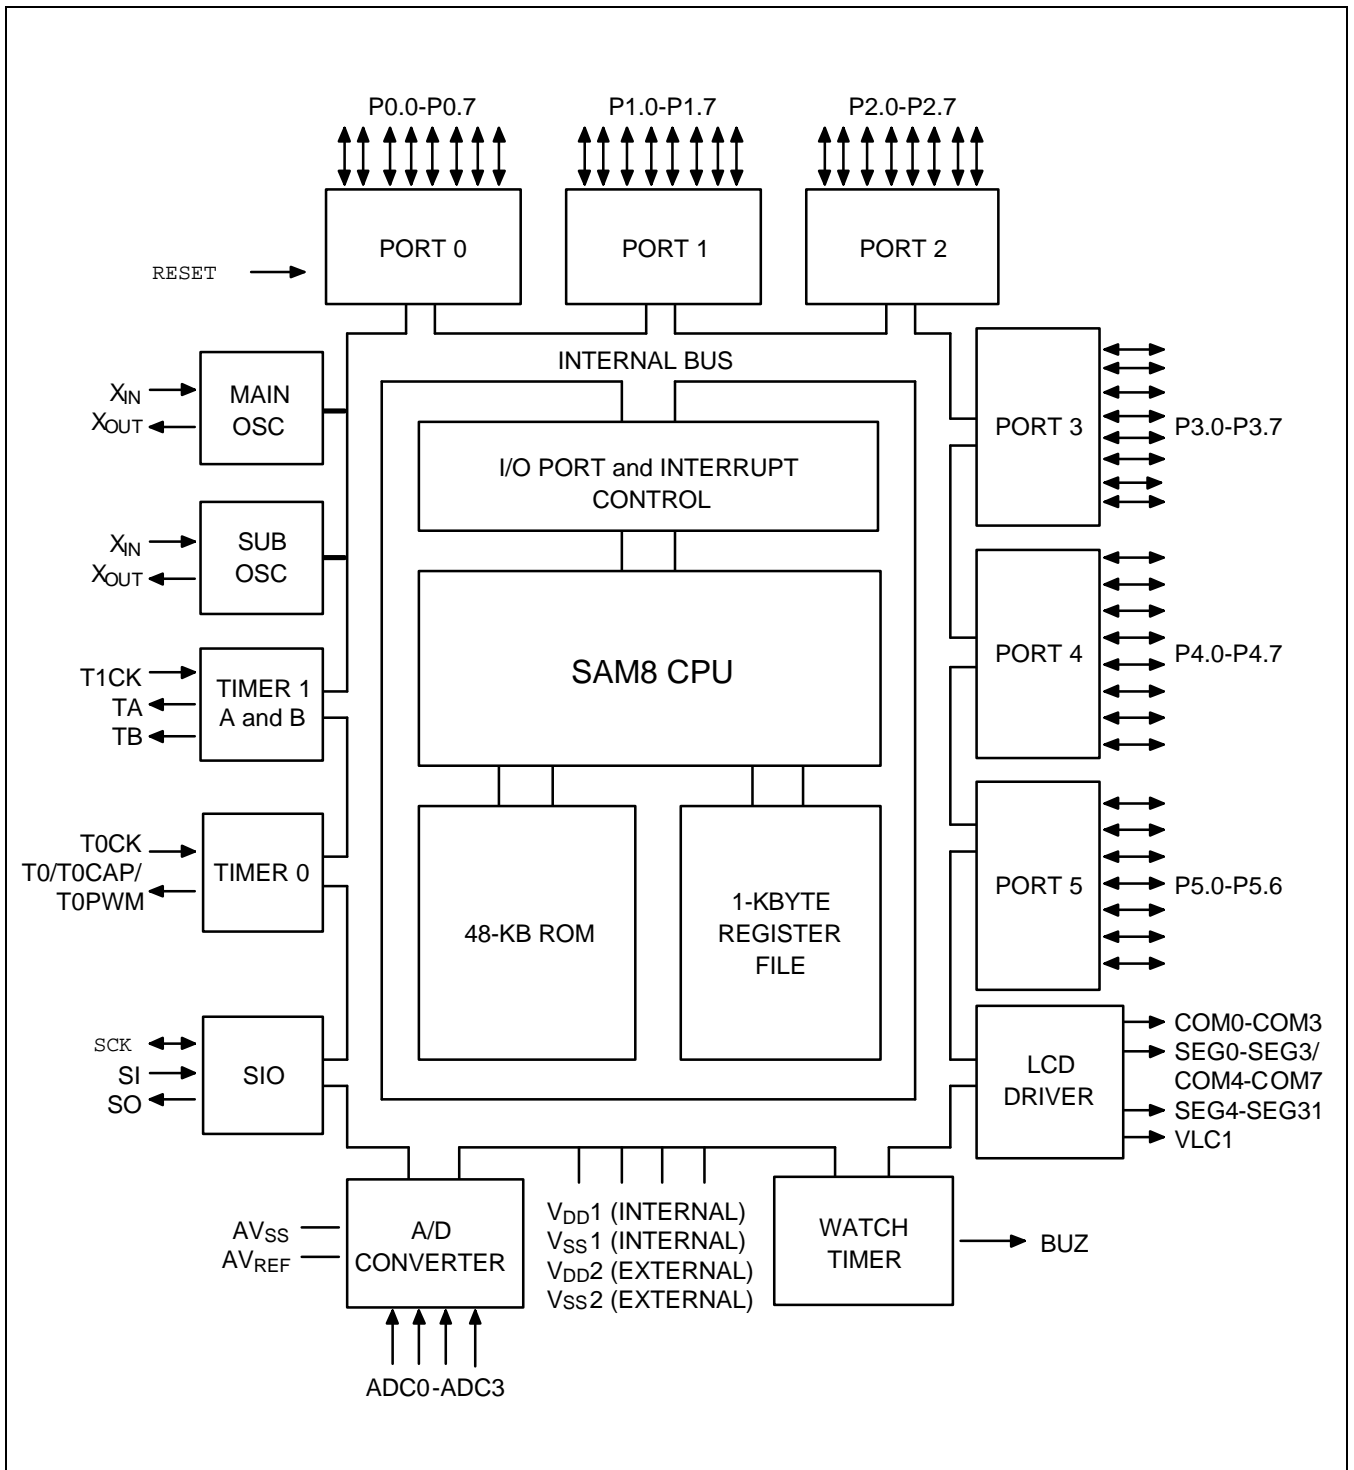 P0.0-P0.7
P1.0-P1.7
P2.0-P2.7
PORT 0
PORT 1
PORT 2
RESET
INTERNAL BUS
XIN
XOUT
MAIN
OSC
I/O PORT and INTERRUPT
CONTROL
PORT 3
P3.0-P3.7
XIN
XOUT
SUB
OSC
SAM8 CPU
PORT 4
P4.0-P4.7
T1CK
TA
TB
TIMER 1
A and B
T0CK
T0/T0CAP/
T0PWM
TIMER 0
48-KB ROM
1-KBYTE
REGISTER
FILE
PORT 5
P5.0-P5.6
SCK
SI
SO
SIO
LCD
DRIVER
COM0-COM3
SEG0-SEG3/
COM4-COM7
SEG4-SEG31
VLC1
AVSS
AVREF
A/D
CONVERTER
VDD1 (INTERNAL)
VSS1 (INTERNAL)
VDD2 (EXTERNAL)
VSS2 (EXTERNAL)
WATCH
TIMER
BUZ
ADC0-ADC3